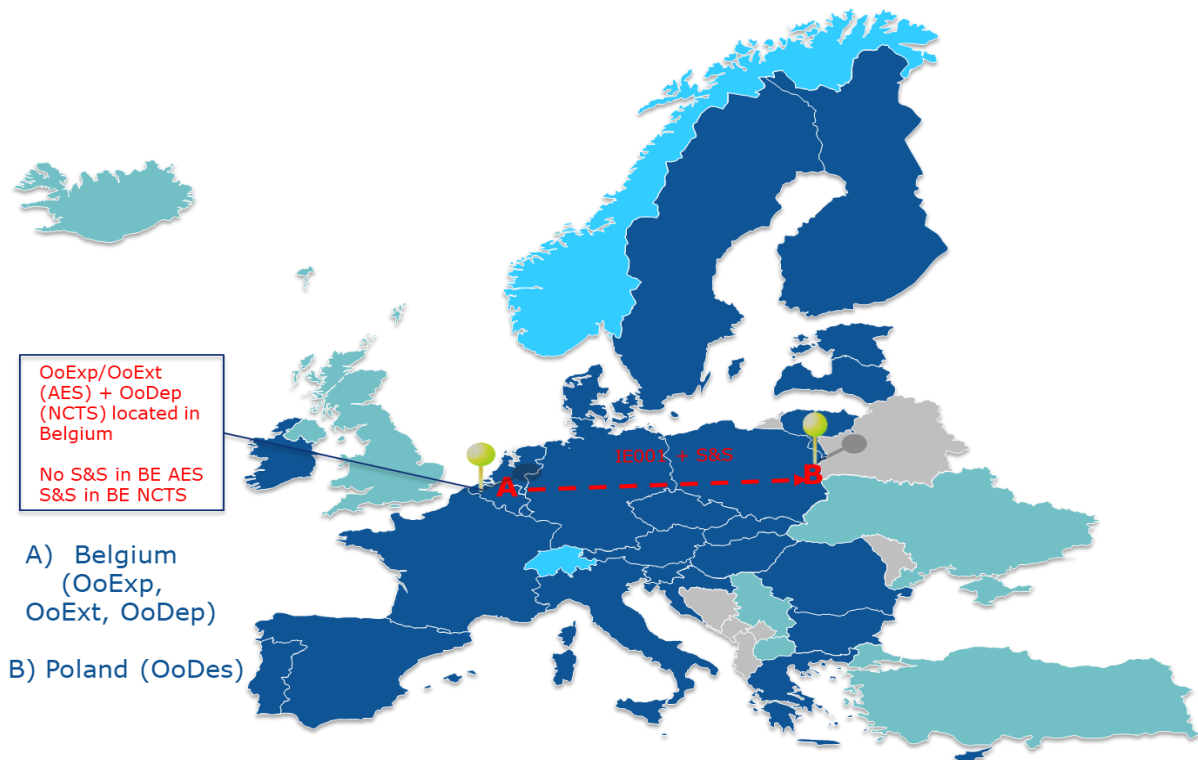 OoExp/OoExt
(AES) + OoDep
(NCTS) located in
Belgium
No S&S in BE AES
S&S in BE NCTS
IE001 + S&S
A
B
A) Belgium
(OoExp,
OoExt, OoDep)
B) Poland (OoDes)